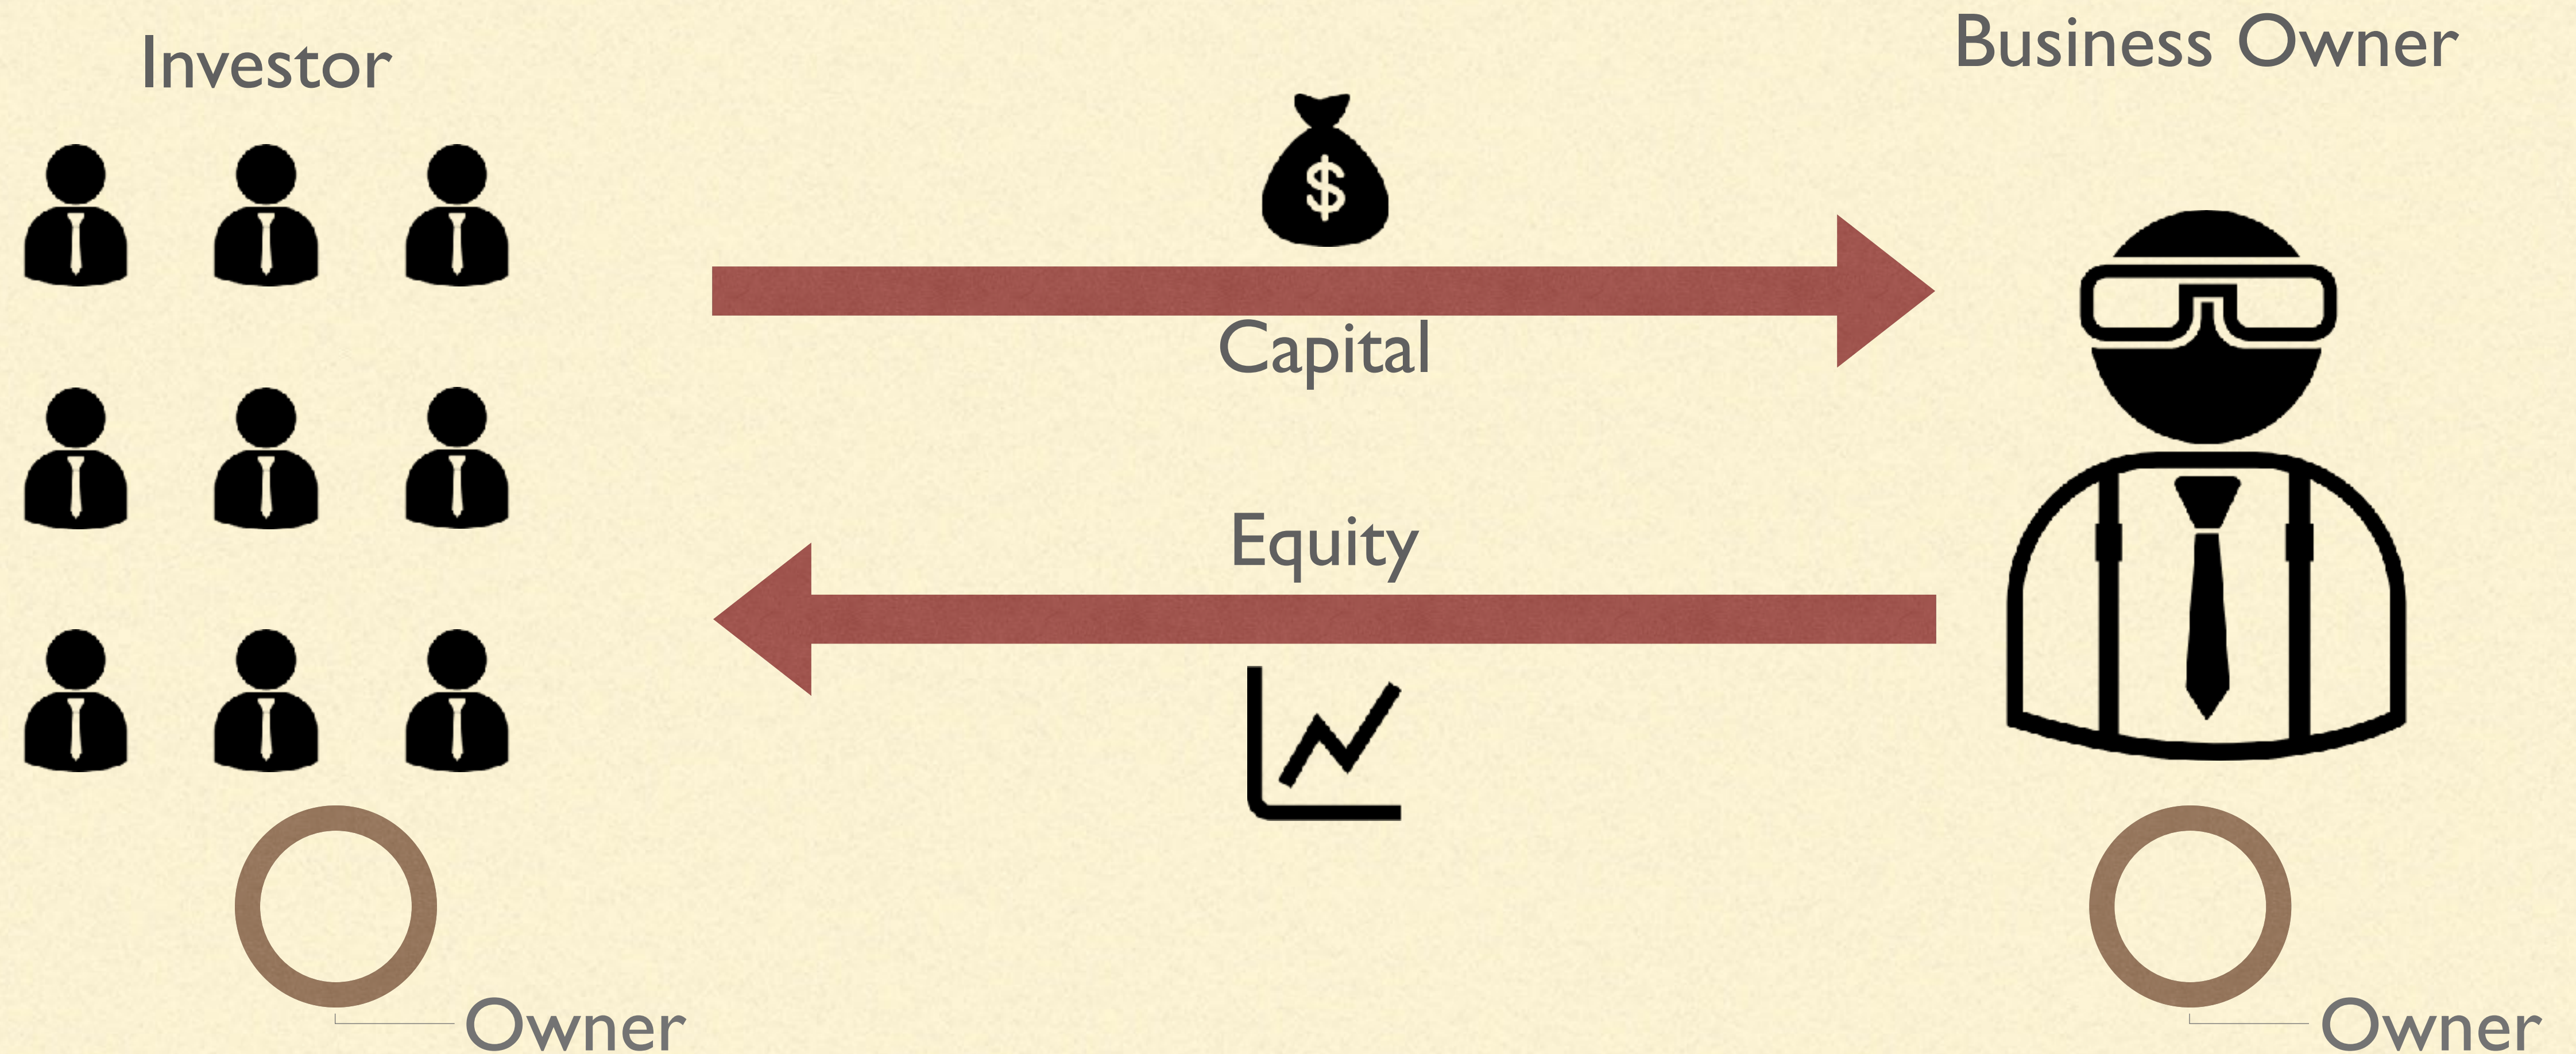 Investor
Business Owner
$
Capital
Equity
Owner
Owner